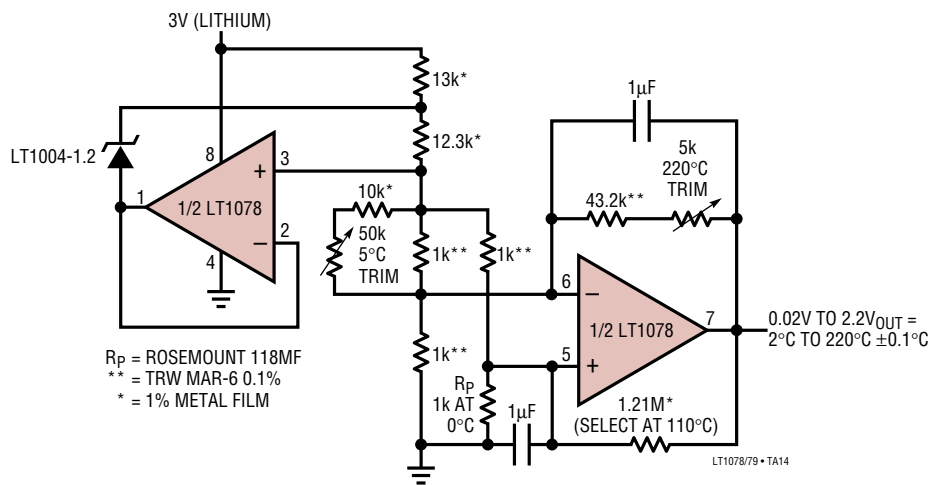 3V (LITHIUM)
13k*
12.3k*
LT1004-1.2
8
3
+
1
1/2 LT1078
2
−
4
10k*
50k
5°C
TRIM
1k**
1k**
1k**
1µF
5k
220°C
TRIM
43.2k**
6
−
1/2 LT1078
7
5
+
0.02V TO 2.2VOUT =
2°C TO 220°C ±0.1°C
RP
1k AT
0°C
1µF
1.21M*
(SELECT AT 110°C)
RP = ROSEMOUNT 118MF
** = TRW MAR-6 0.1%
* = 1% METAL FILM
LT1078/79 • TA14